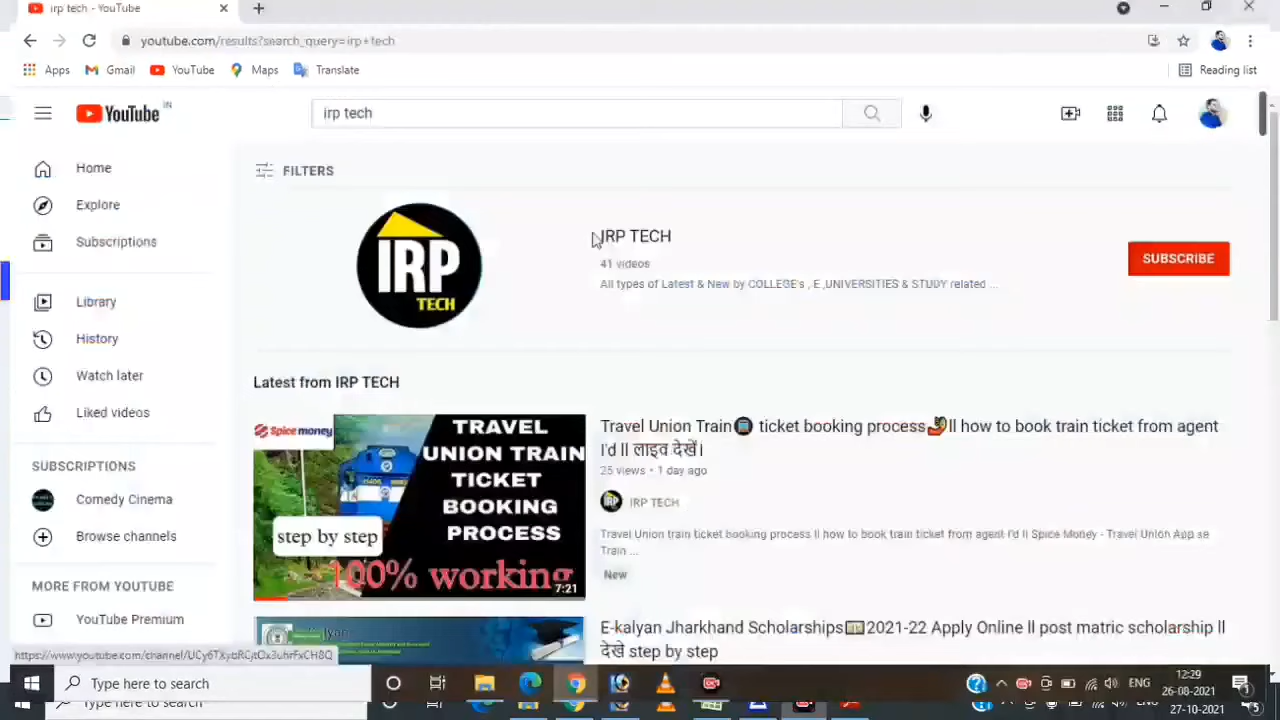 irp tech - YouTube
youtube.com/results?search_query=irp+tech
Apps Gmail YouTube Maps Translate Reading list
YouTube IN
irp tech
Home
Explore
Subscriptions
Library
History
Watch later
Liked videos
SUBSCRIPTIONS
Comedy Cinema
Browse channels
MORE FROM YOUTUBE
YouTube Premium
FILTERS
IRP
TECH
IRP TECH
41 videos
All types of Latest & New by COLLEGE's , E ,UNIVERSITIES & STUDY related ...
SUBSCRIBE
Latest from IRP TECH
Spice money
TRAVEL
UNION TRAIN
TICKET
BOOKING
PROCESS
step by step
100% working
7:21
Travel Union Train ticket booking process ll how to book train ticket from agent
I'd ll लाइव देखें।
25 views • 1 day ago
IRP TECH
Travel Union train ticket booking process ll how to book train ticket from agent I'd ll Spice Money - Travel Union App se
Train ...
New
E-kalyan Jharkhand Scholarships 2021-22 Apply Online ll post matric scholarship ll
देखें step by step
Type here to search
ENG
12:29
26-08-2021
Type here to search
27-10-2021